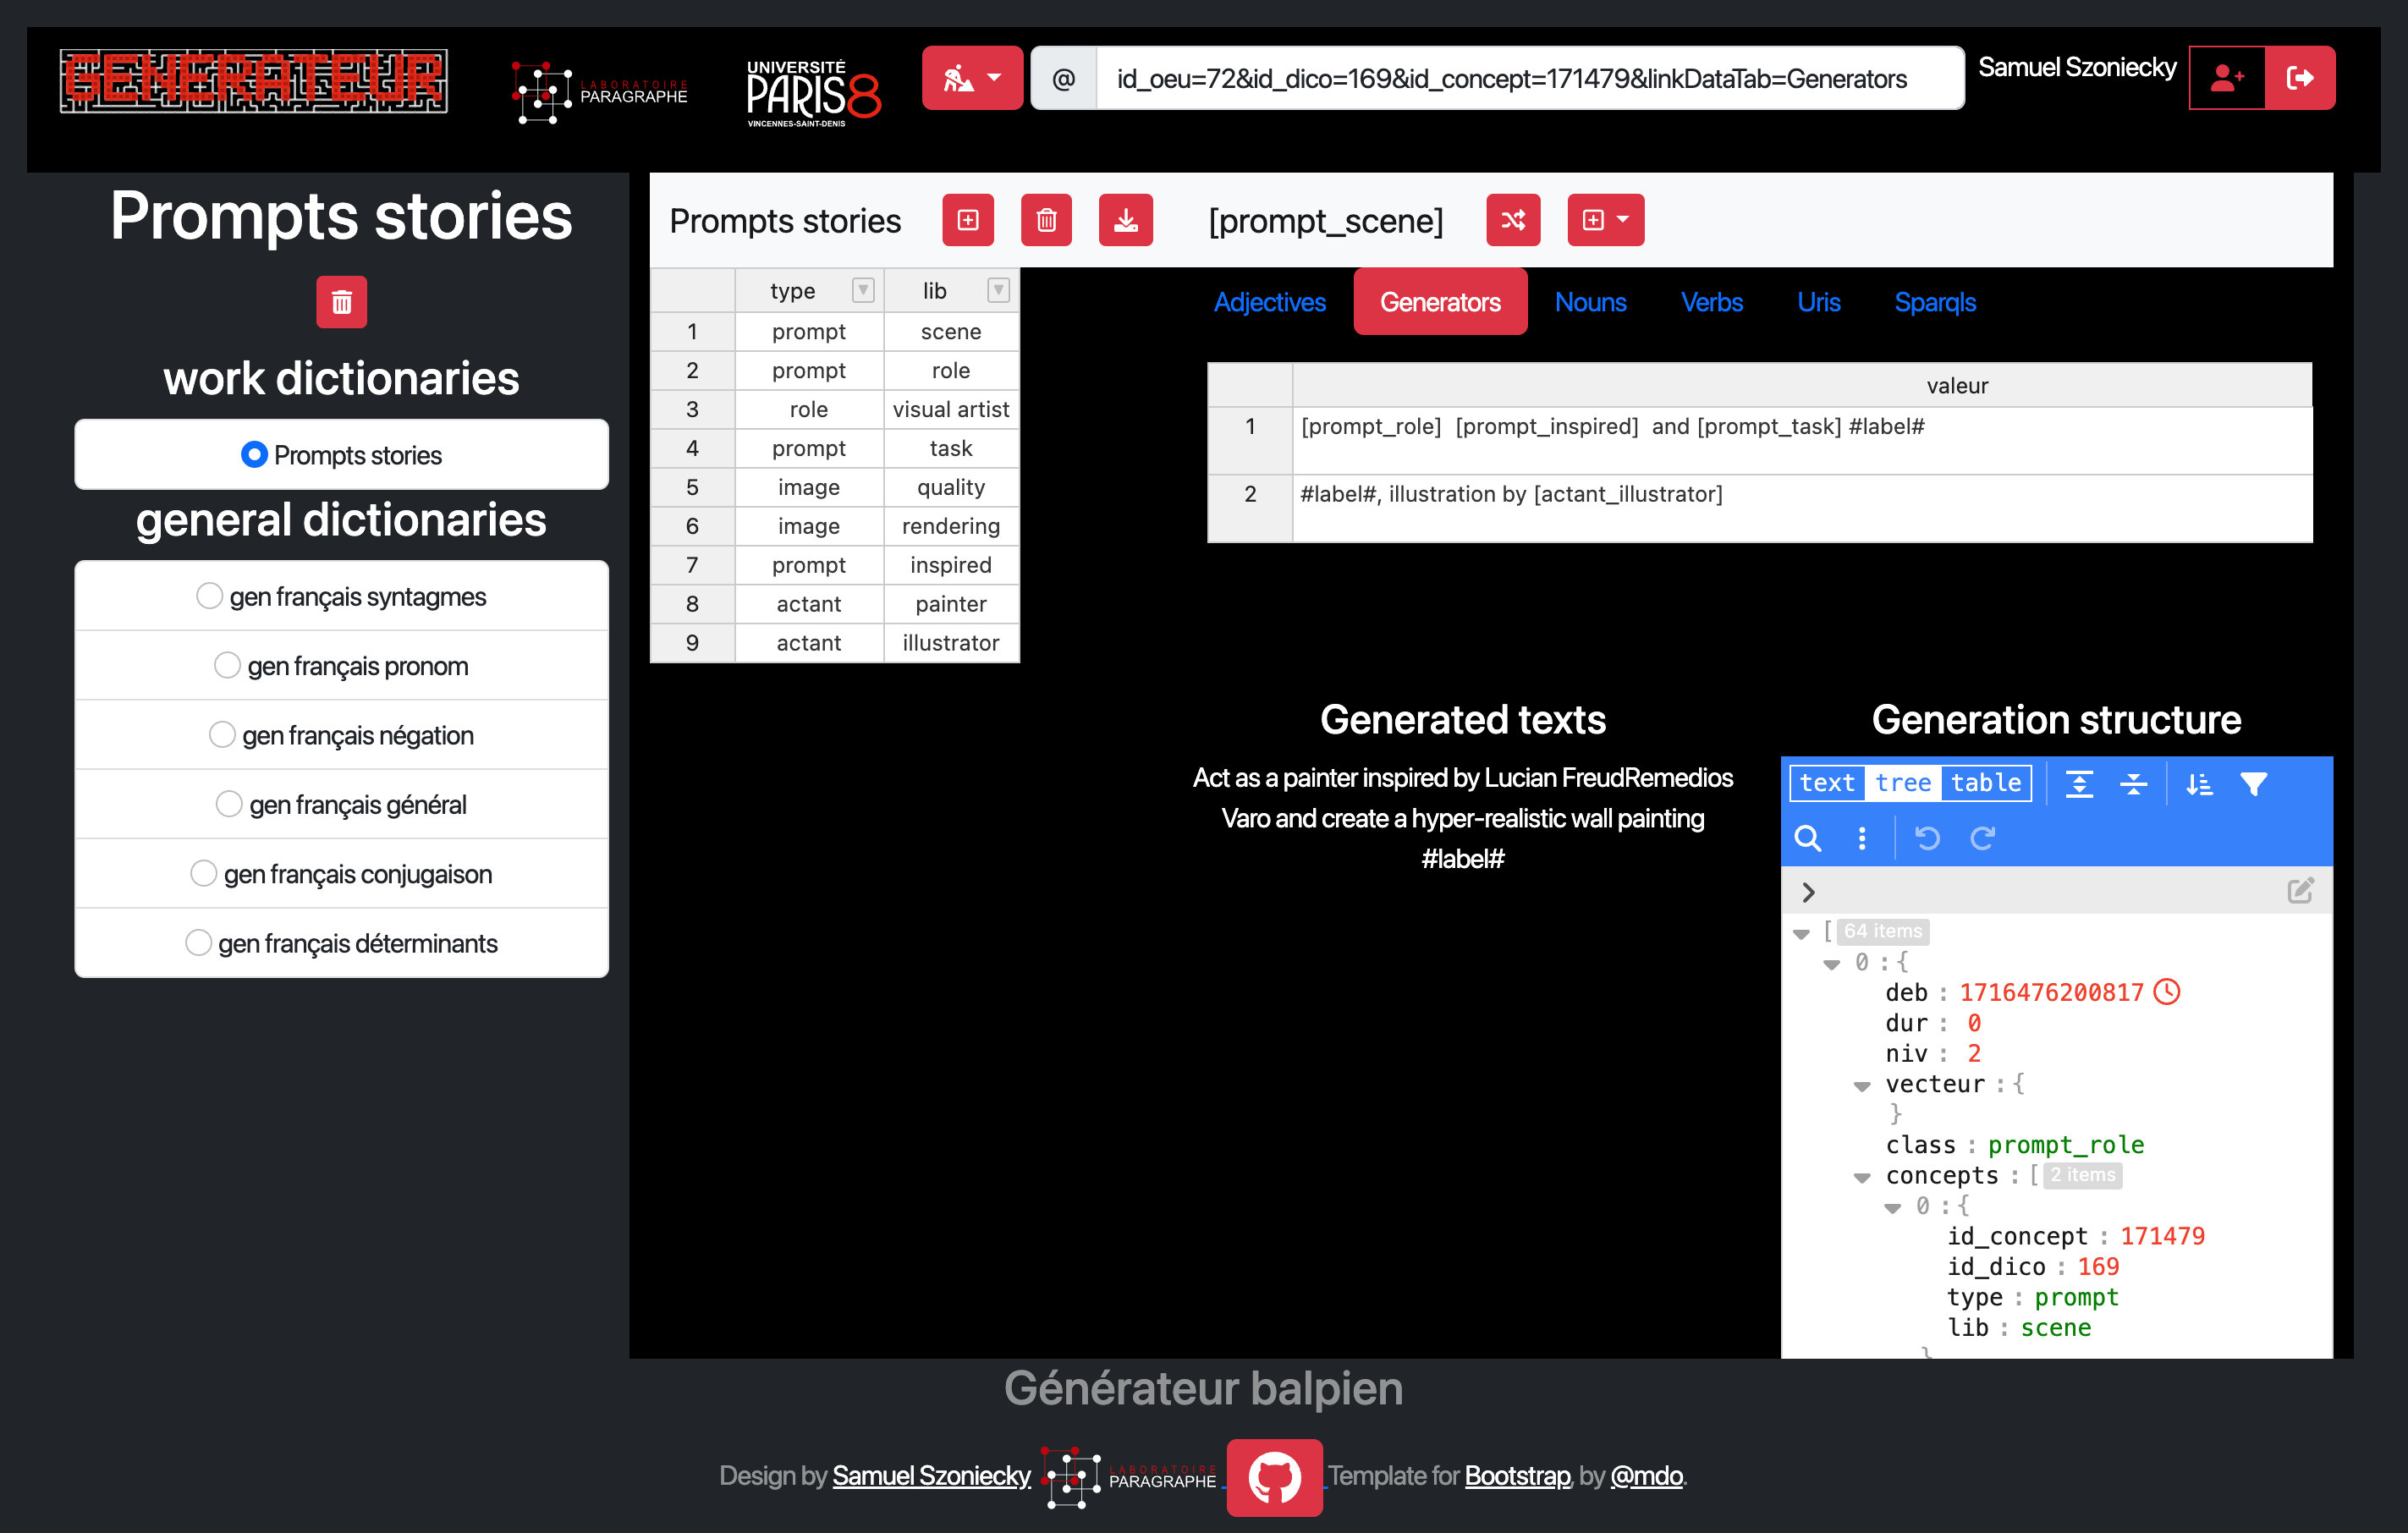 GENERATEUR
LABORATOIRE
PARAGRAPHE
UNIVERSITÉ
PARIS 8
VINCENNES-SAINT-DENIS
@ id_oeu=72&id_dico=169&id_concept=171479&linkDataTab=Generators
Samuel Szoniecky
Prompts stories
work dictionaries
Prompts stories
general dictionaries
gen français syntagmes
gen français pronom
gen français négation
gen français général
gen français conjugaison
gen français déterminants
Prompts stories
[prompt_scene]
type lib
1 prompt scene
2 prompt role
3 role visual artist
4 prompt task
5 image quality
6 image rendering
7 prompt inspired
8 actant painter
9 actant illustrator
Adjectives Generators Nouns Verbs Uris Sparqls
valeur
1 [prompt_role] [prompt_inspired] and [prompt_task] #label#
2 #label#, illustration by [actant_illustrator]
Generated texts
Act as a painter inspired by Lucian FreudRemedios
Varo and create a hyper-realistic wall painting
#label#
Generation structure
text tree table
[ 64 items
0 : {
deb : 1716476200817
dur : 0
niv : 2
vecteur : {
}
class : prompt_role
concepts : [ 2 items
0 : {
id_concept : 171479
id_dico : 169
type : prompt
lib : scene
}
Générateur balpien
Design by Samuel Szoniecky LABORATOIRE PARAGRAPHE Template for Bootstrap, by @mdo.